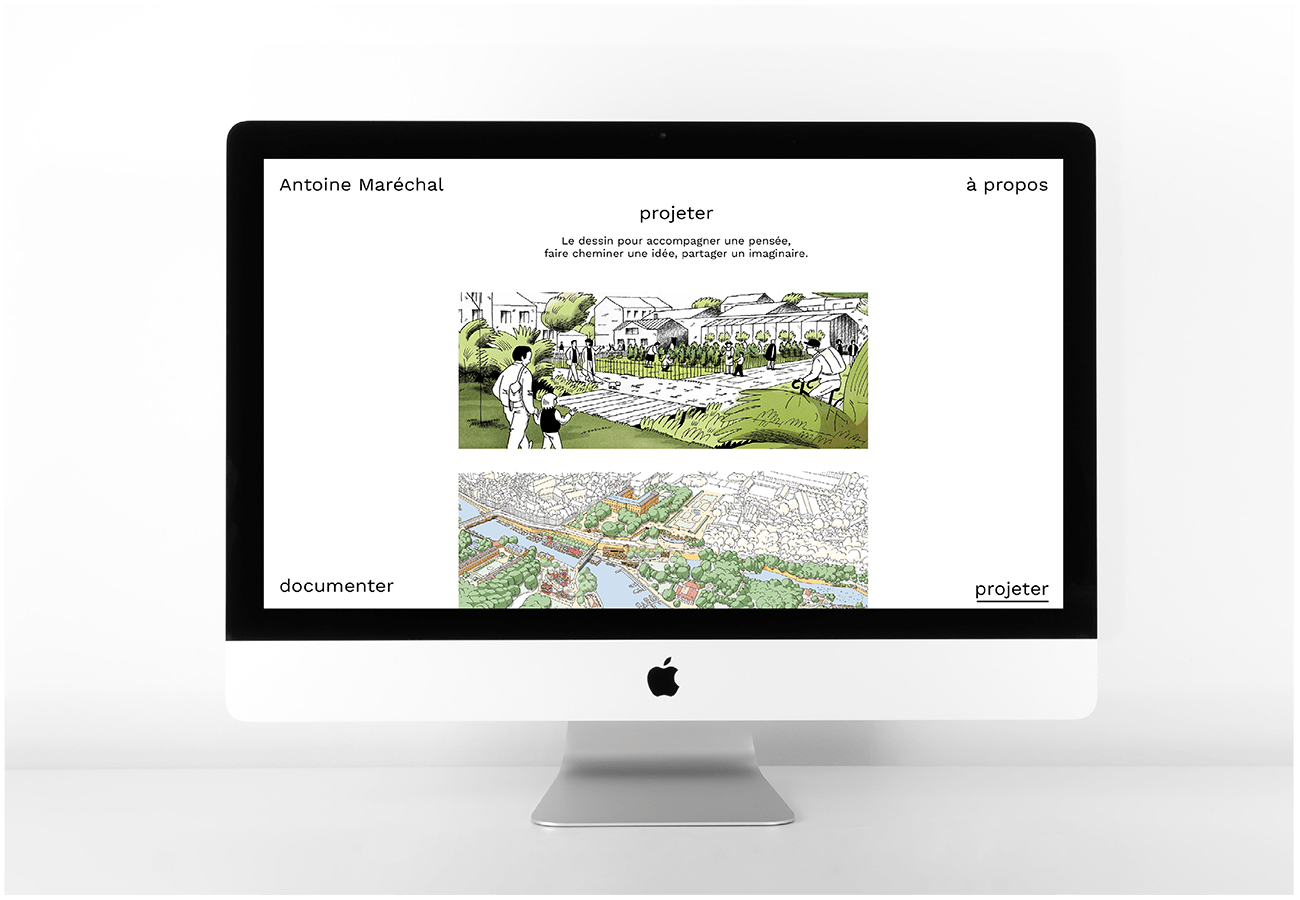 Antoine Maréchal
à propos
projeter
Le dessin pour accompagner une pensée,
faire cheminer une idée, partager un imaginaire.
documenter
projeter